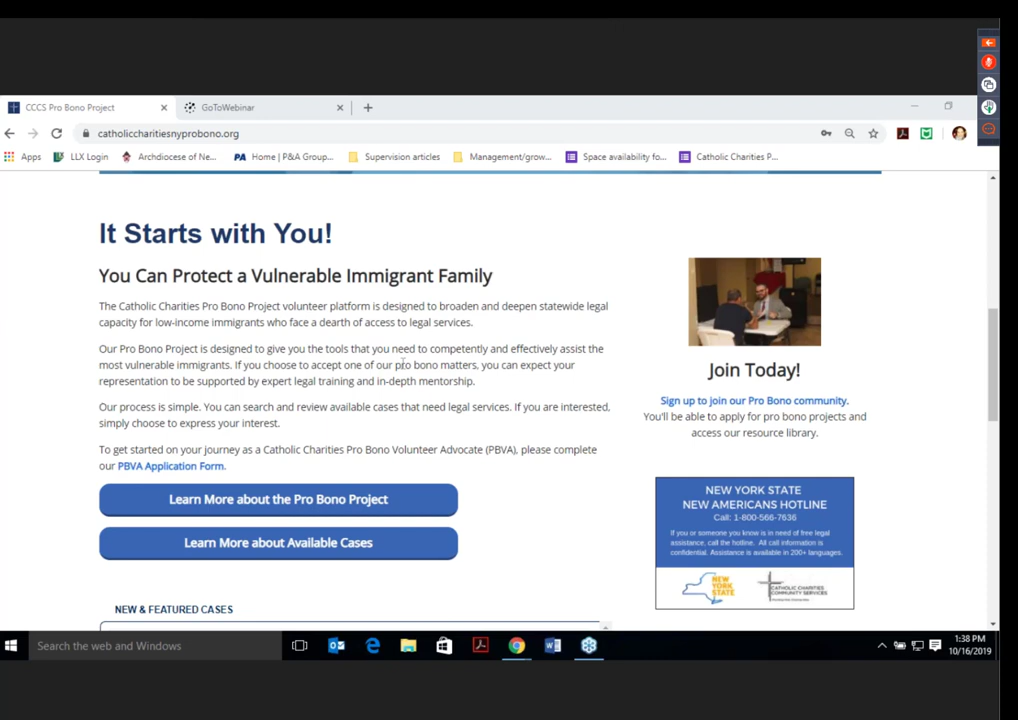 CCCS Pro Bono Project
GoToWebinar
catholiccharitiesnyprobono.org
Apps
LLX Login
Archdiocese of Ne...
PA Home | P&A Group...
Supervision articles
Management/grow...
Space availability fo...
Catholic Charities P...
It Starts with You!
You Can Protect a Vulnerable Immigrant Family
The Catholic Charities Pro Bono Project volunteer platform is designed to broaden and deepen statewide legal
capacity for low-income immigrants who face a dearth of access to legal services.
Our Pro Bono Project is designed to give you the tools that you need to competently and effectively assist the
most vulnerable immigrants. If you choose to accept one of our pro bono matters, you can expect your
representation to be supported by expert legal training and in-depth mentorship.
Our process is simple. You can search and review available cases that need legal services. If you are interested,
simply choose to express your interest.
To get started on your journey as a Catholic Charities Pro Bono Volunteer Advocate (PBVA), please complete
our PBVA Application Form.
Learn More about the Pro Bono Project
Learn More about Available Cases
NEW & FEATURED CASES
Join Today!
Sign up to join our Pro Bono community.
You'll be able to apply for pro bono projects and
access our resource library.
NEW YORK STATE
NEW AMERICANS HOTLINE
Call: 1-800-566-7636
If you or someone you know is in need of free legal
assistance, call the hotline. All call information is
confidential. Assistance is available in 200+ languages.
NEW
YORK
STATE
CATHOLIC CHARITIES
COMMUNITY SERVICES
Search the web and Windows
1:38 PM
10/16/2019